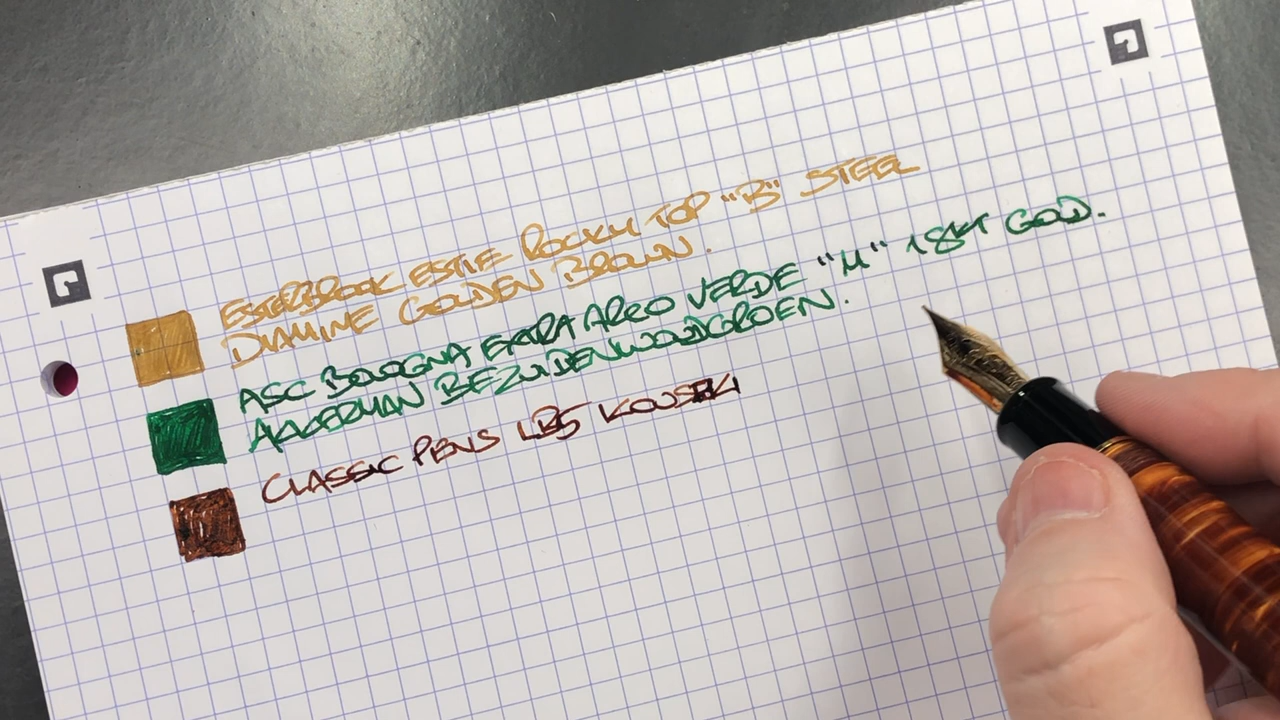 ESTERBROOK ESTIE ROCKY TOP "B" STEEL
DIAMINE GOLDEN BROWN.
ASC BOLOGNA EXTRA ARCO VERDE "M" 18KT GOLD.
AKKERMAN BEZUIDENWOUDGROEN.
CLASSIC PENS LB5